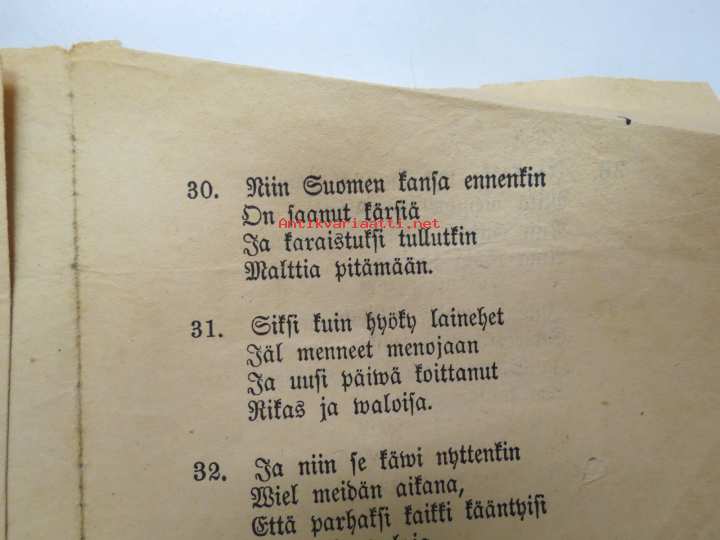 30. Niin Suomen kansa ennenkin
On saanut kärsiä
Antikvariaatti.net
Ja karaistuksi tullutkin
Malttia pitämään.
31. Siksi kuin hyöky lainehet
Jäl menneet menojaan
Ja uusi päiwä koittanut
Rikas ja waloisa.
32. Ja niin se käwi nyttenkin
Wiel meidän aikana,
Että parhaksi kaikki kääntyisi